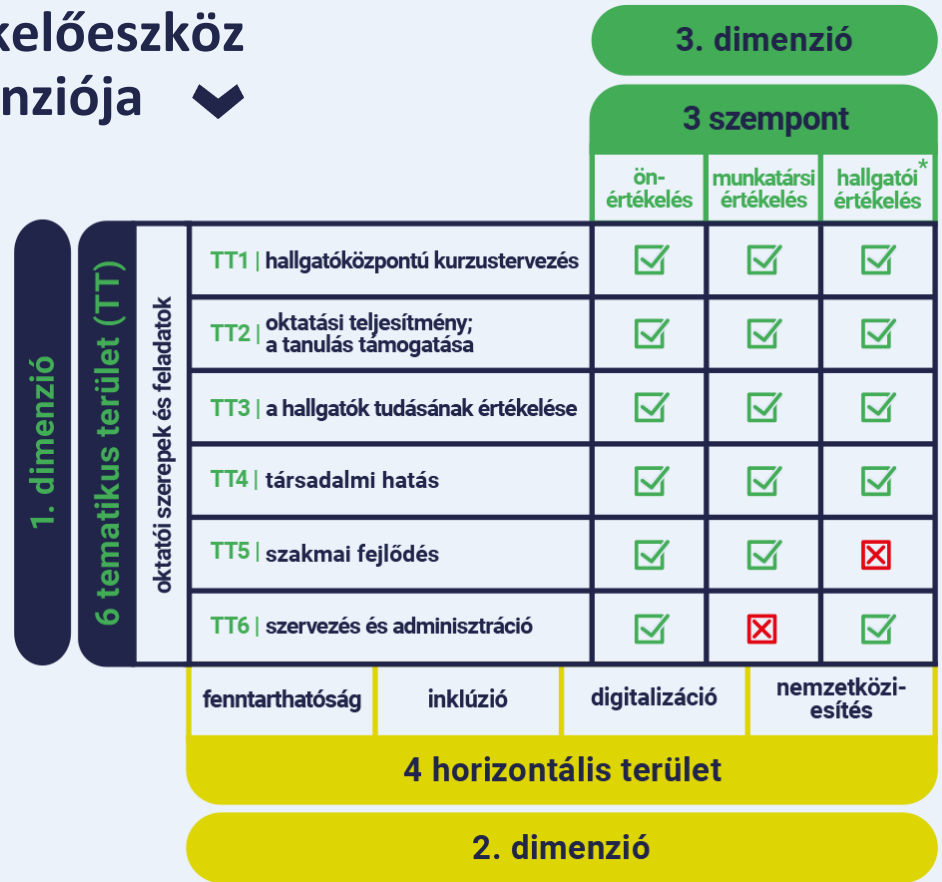 kelőeszköz
nziója
3. dimenzió
3 szempont
ön-
értékelés
munkatársi
értékelés
hallgatói*
értékelés
1. dimenzió
6 tematikus terület (TT)
oktatói szerepek és feladatok
TT1 | hallgatóközpontú kurzustervezés
TT2 | oktatási teljesítmény;
a tanulás támogatása
TT3 | a hallgatók tudásának értékelése
TT4 | társadalmi hatás
TT5 | szakmai fejlődés
TT6 | szervezés és adminisztráció
fenntarthatóság
inklúzió
digitalizáció
nemzetközi-
esítés
4 horizontális terület
2. dimenzió